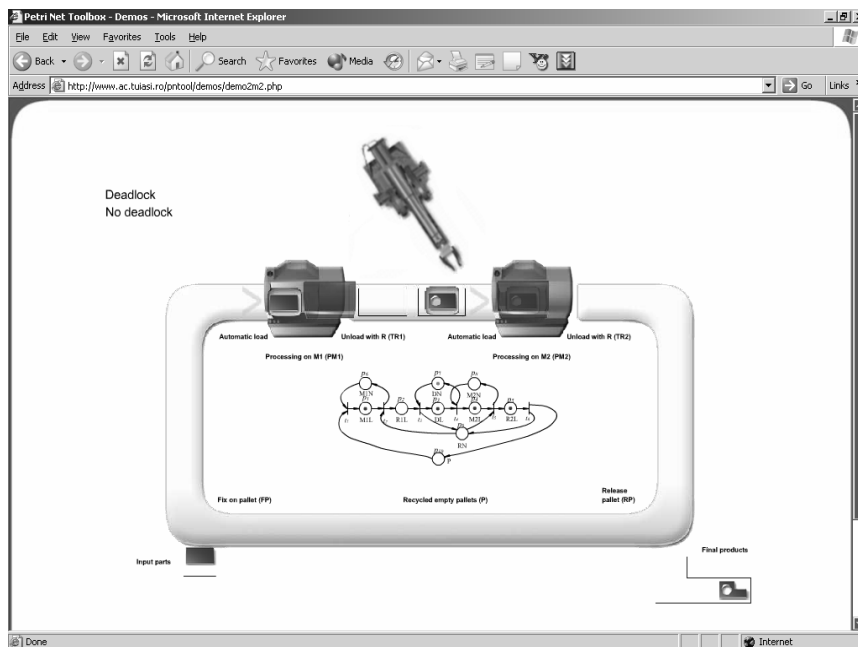 Petri Net Toolbox - Demos - Microsoft Internet Explorer
File Edit View Favorites Tools Help
Back Search Favorites Media
Address http://www.ac.tuiasi.ro/pntool/demos/demo2m2.php Go Links
Deadlock
No deadlock
Automatic load Unload with R (TR1) Automatic load Unload with R (TR2)
Processing on M1 (PM1) Processing on M2 (PM2)
M1N DN M2N
M1L R1L DL M2L R2L
RN
P
Fix on pallet (FP) Recycled empty pallets (P) Release pallet (RP)
Input parts Final products
Done Internet